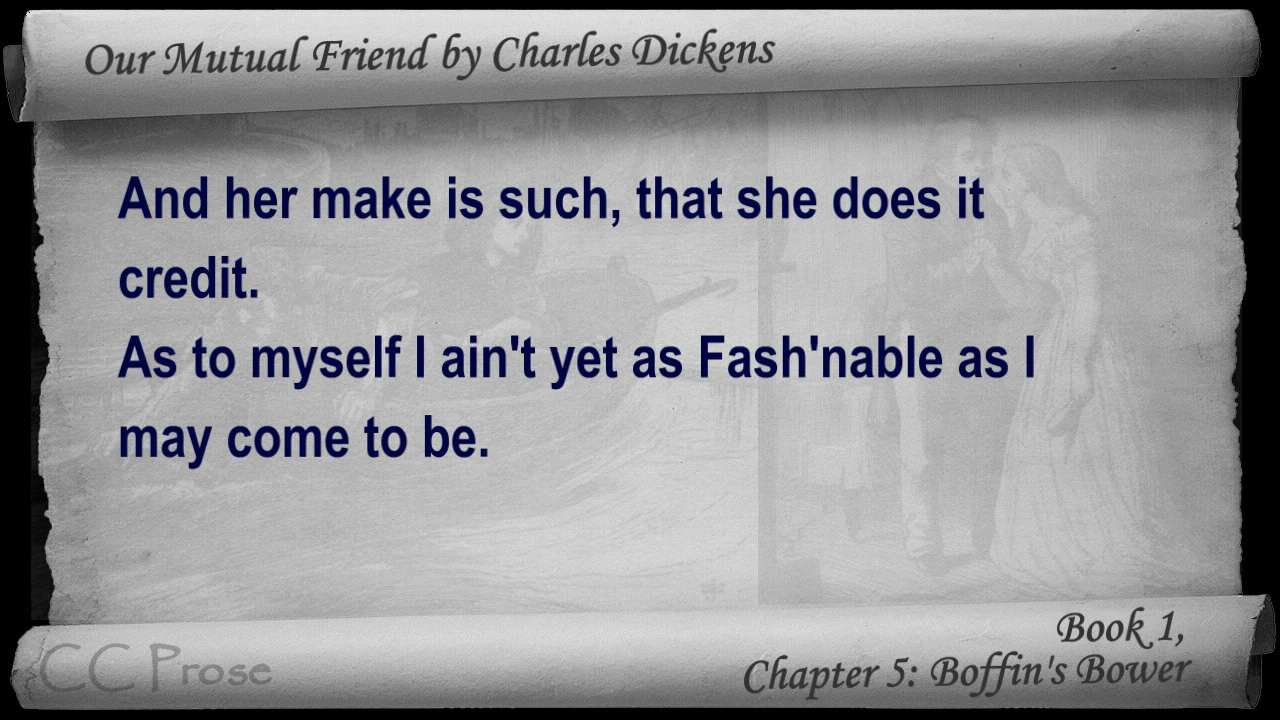 Our Mutual Friend by Charles Dickens
And her make is such, that she does it
credit.
As to myself I ain't yet as Fash'nable as I
may come to be.
Book 1,
CC Prose
Chapter 5: Boffin's Bower